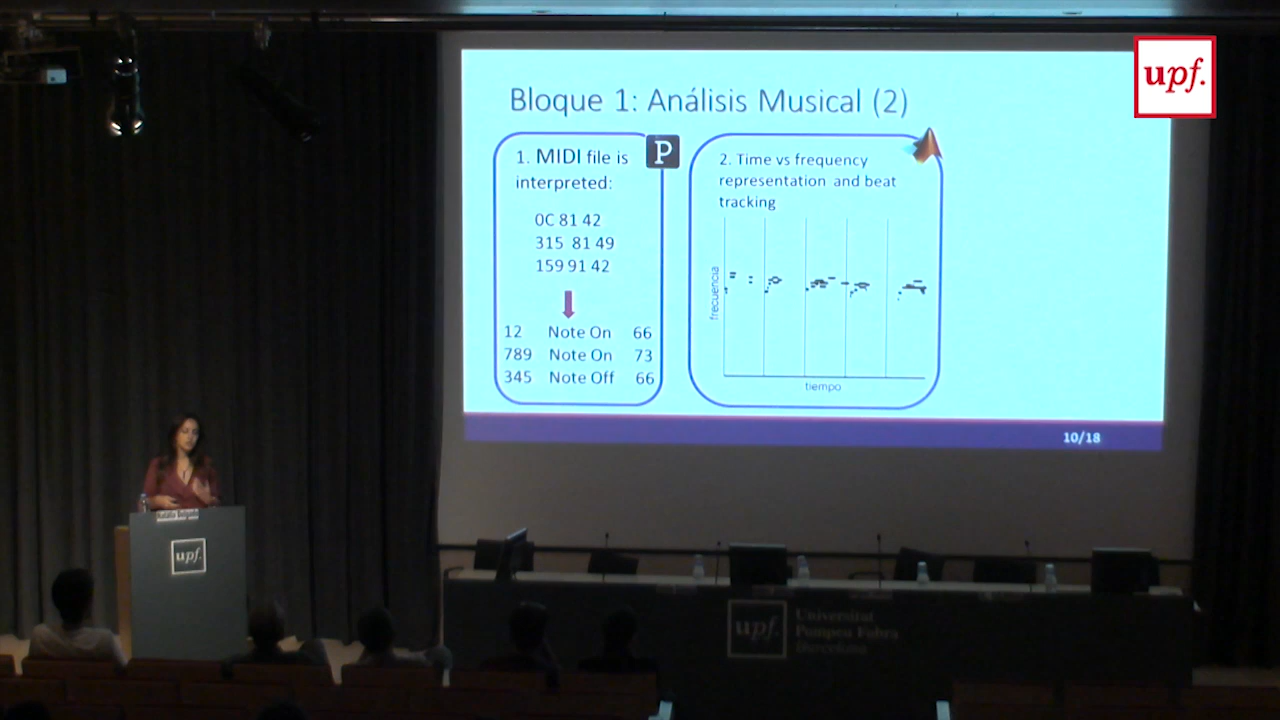 upf.
Bloque 1: Análisis Musical (2)
1. MIDI file is
interpreted:
P
0C 81 42
315 81 49
159 91 42
12 Note On 66
789 Note On 73
345 Note Off 66
2. Time vs frequency
representation and beat
tracking
frecuencia
tiempo
10/18
upf.
upf.
Universitat
Pompeu Fabra
Barcelona